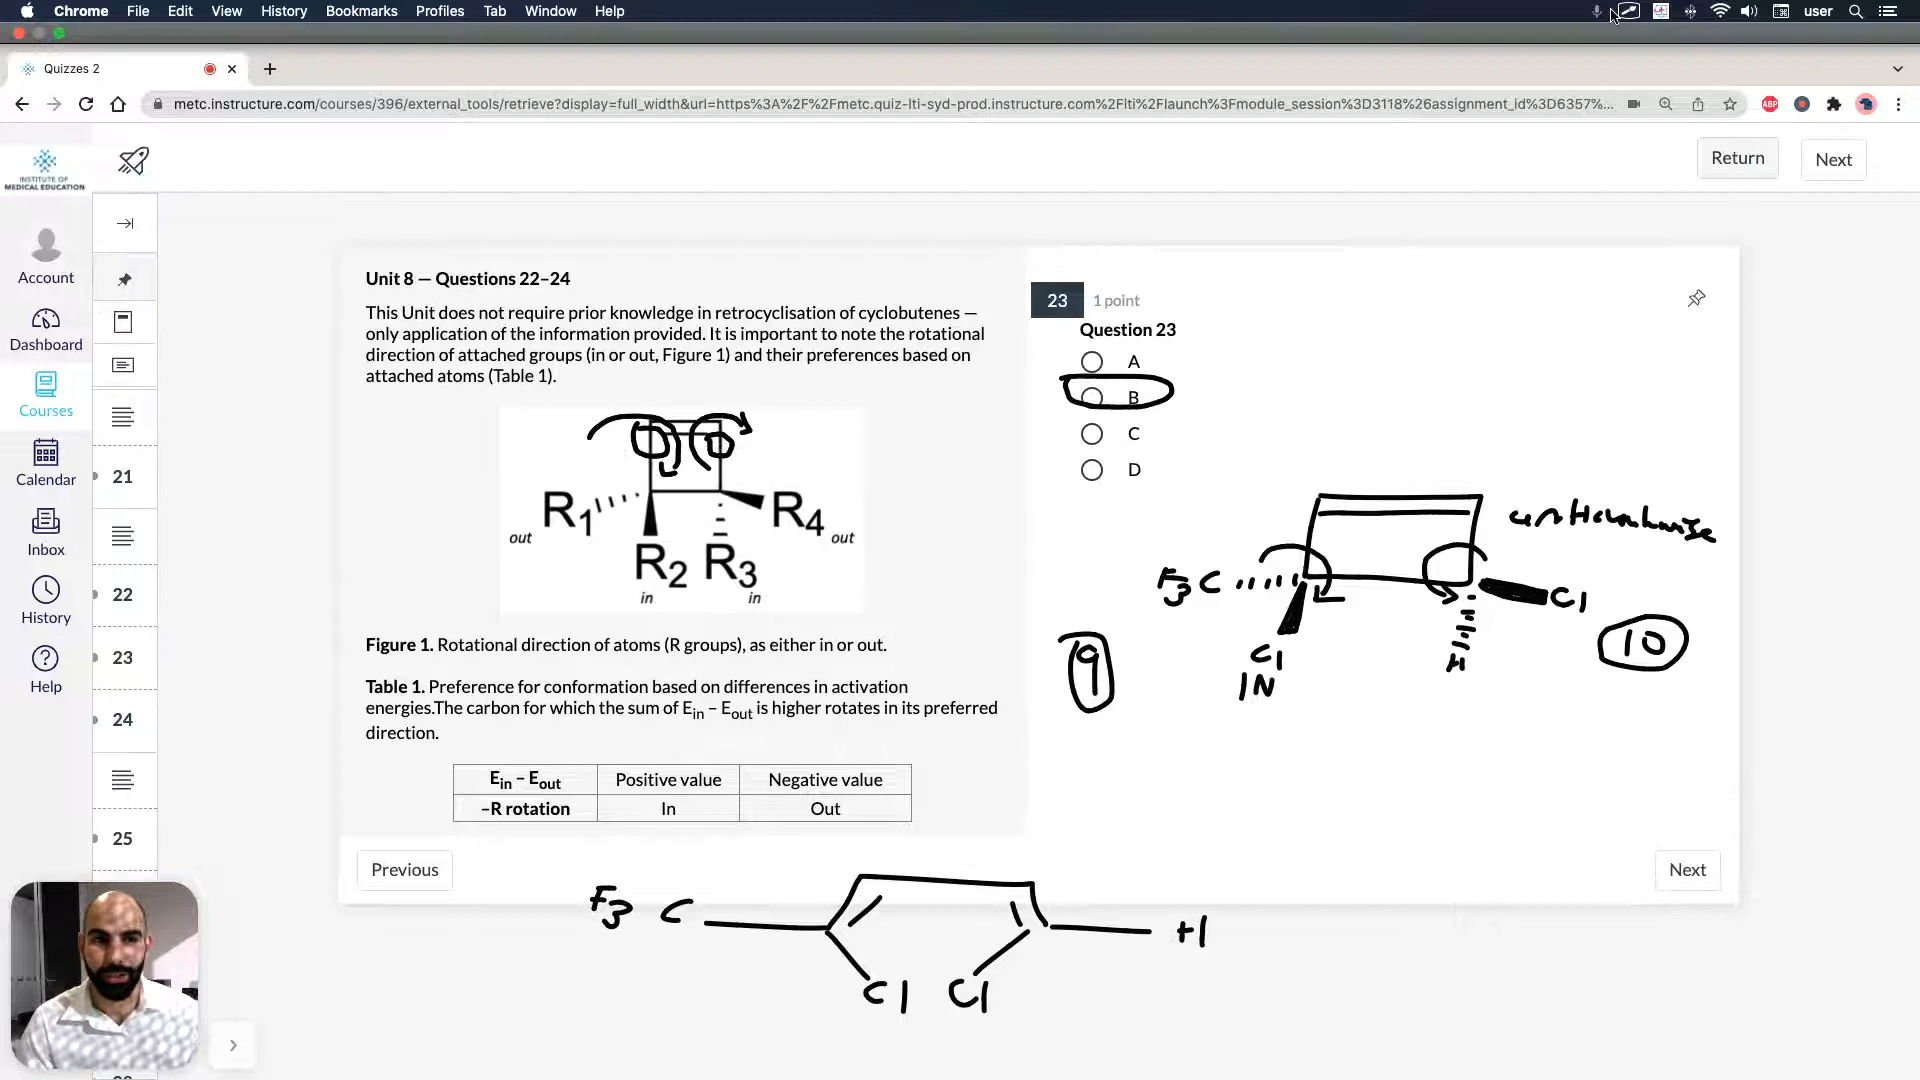 Chrome File Edit View History Bookmarks Profiles Tab Window Help user
Quizzes 2
metc.instructure.com/courses/396/external_tools/retrieve?display=full_width&url=https%3A%2F%2Fmetc.quiz-lti-syd-prod.instructure.com%2Flti%2Flaunch%3Fmodule_session%3D3118%26assignment_id%3D6357%... ABP
INSTITUTE OF
MEDICAL EDUCATION
Return Next
Account
Dashboard
Courses
Calendar
Inbox
History
Help
21
22
23
24
25
Unit 8 — Questions 22–24
This Unit does not require prior knowledge in retrocyclisation of cyclobutenes —
only application of the information provided. It is important to note the rotational
direction of attached groups (in or out, Figure 1) and their preferences based on
attached atoms (Table 1).
R1 R4
out out
R2 R3
in in
Figure 1. Rotational direction of atoms (R groups), as either in or out.
Table 1. Preference for conformation based on differences in activation
energies.The carbon for which the sum of Ein – Eout is higher rotates in its preferred
direction.
Ein – Eout Positive value Negative value
–R rotation In Out
Previous
23 1 point
Question 23
A
B
C
D
F3 C Cl
Cl H
IN
9 10
Next
F3 C H
Cl Cl